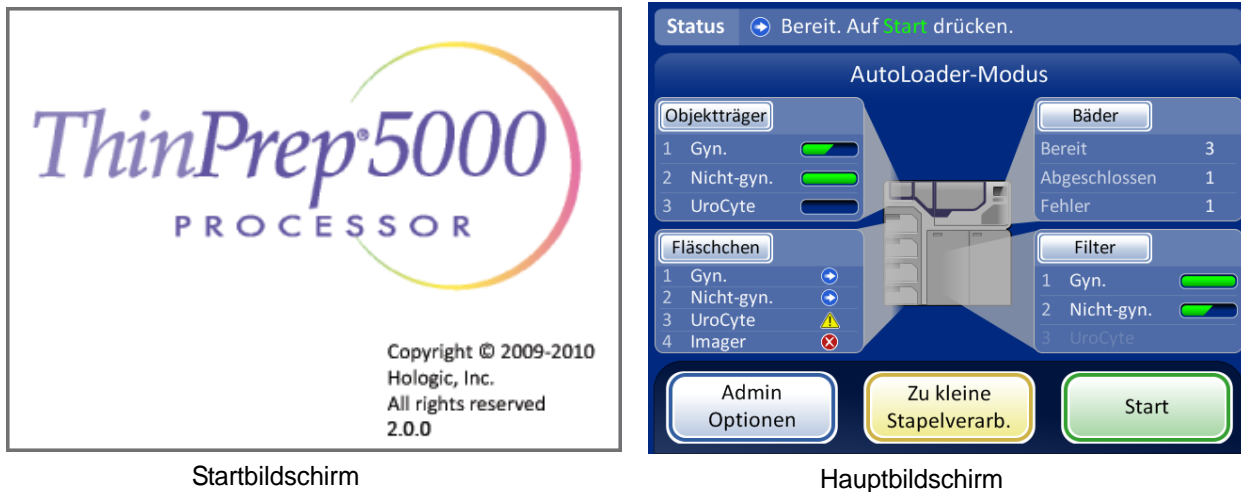 ThinPrep®5000
PROCESSOR
Copyright © 2009-2010
Hologic, Inc.
All rights reserved
2.0.0
Startbildschirm
Status Bereit. Auf Start drücken.
AutoLoader-Modus
Objektträger
1 Gyn.
2 Nicht-gyn.
3 UroCyte
Bäder
Bereit 3
Abgeschlossen 1
Fehler 1
Fläschchen
1 Gyn.
2 Nicht-gyn.
3 UroCyte
4 Imager
Filter
1 Gyn.
2 Nicht-gyn.
3 UroCyte
Admin
Optionen
Zu kleine
Stapelverarb.
Start
Hauptbildschirm